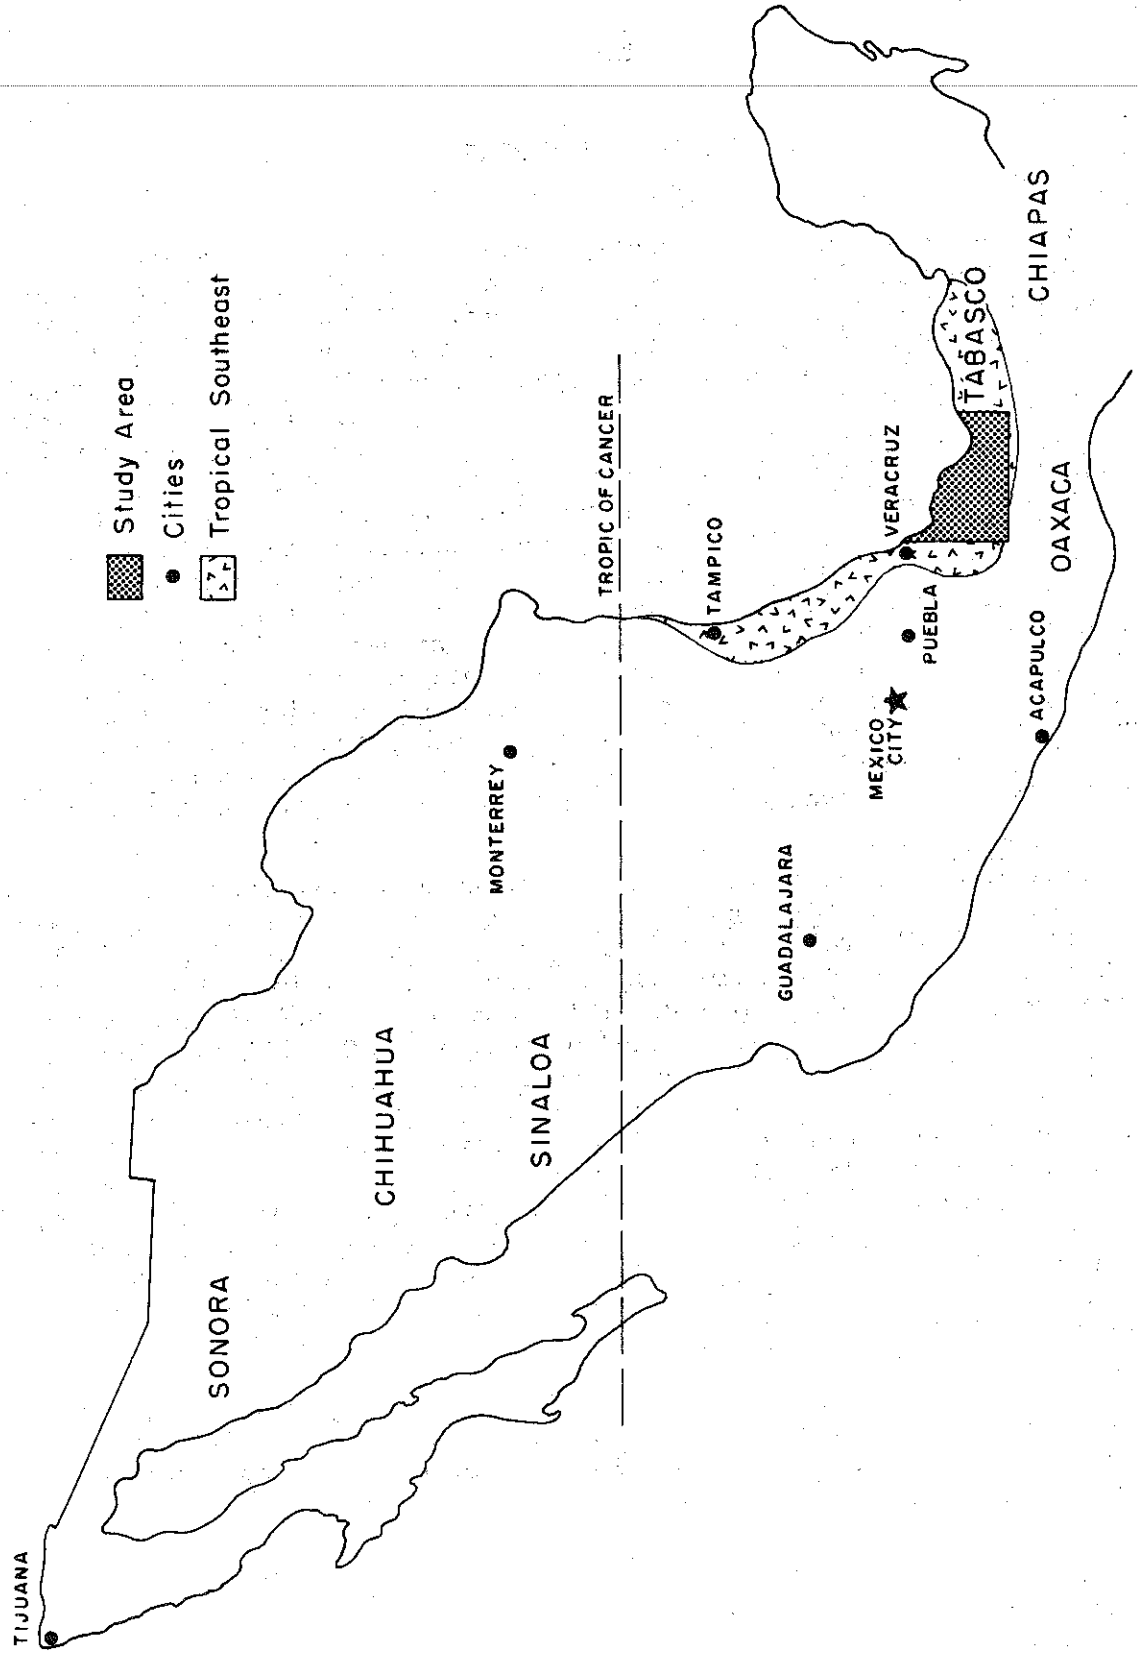 TIJUANA
Study Area
Cities
Tropical Southeast
SONORA
CHIHUAHUA
SINALOA
MONTERREY
TROPIC OF CANCER
TAMPICO
GUADALAJARA
MEXICO
CITY
PUEBLA
VERACRUZ
TABASCO
ACAPULCO
OAXACA
CHIAPAS